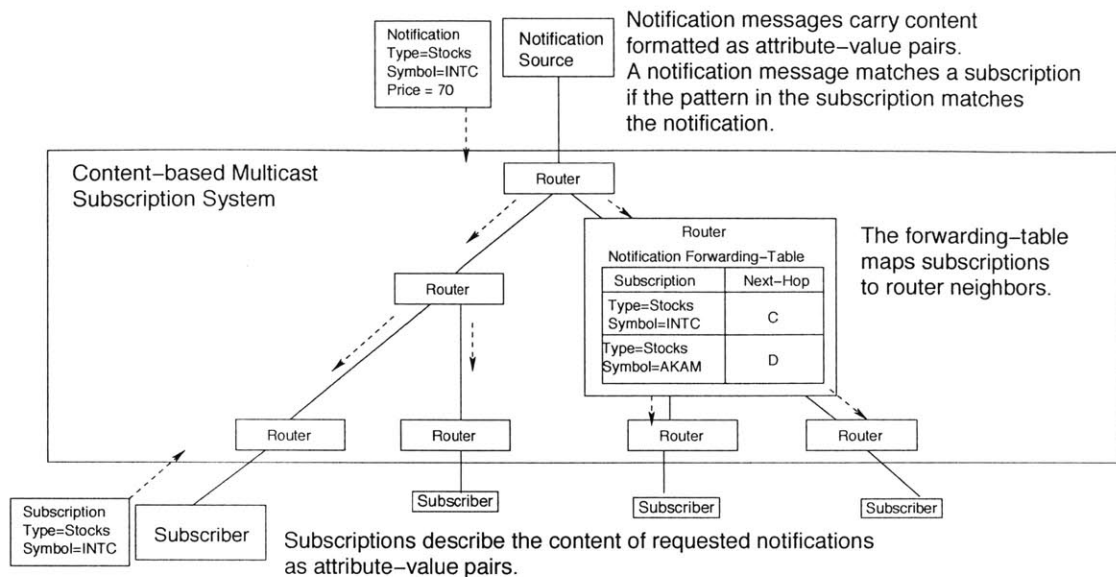 Notification
Type=Stocks
Symbol=INTC
Price = 70
Notification
Source
Notification messages carry content
formatted as attribute–value pairs.
A notification message matches a subscription
if the pattern in the subscription matches
the notification.
Content–based Multicast
Subscription System
Router
Router
Router
Notification Forwarding–Table
Subscription Next–Hop
Type=Stocks
Symbol=INTC
C
Type=Stocks
Symbol=AKAM
D
The forwarding–table
maps subscriptions
to router neighbors.
Router
Router
Router
Router
Subscription
Type=Stocks
Symbol=INTC
Subscriber
Subscriber
Subscriber
Subscriber
Subscriptions describe the content of requested notifications
as attribute–value pairs.